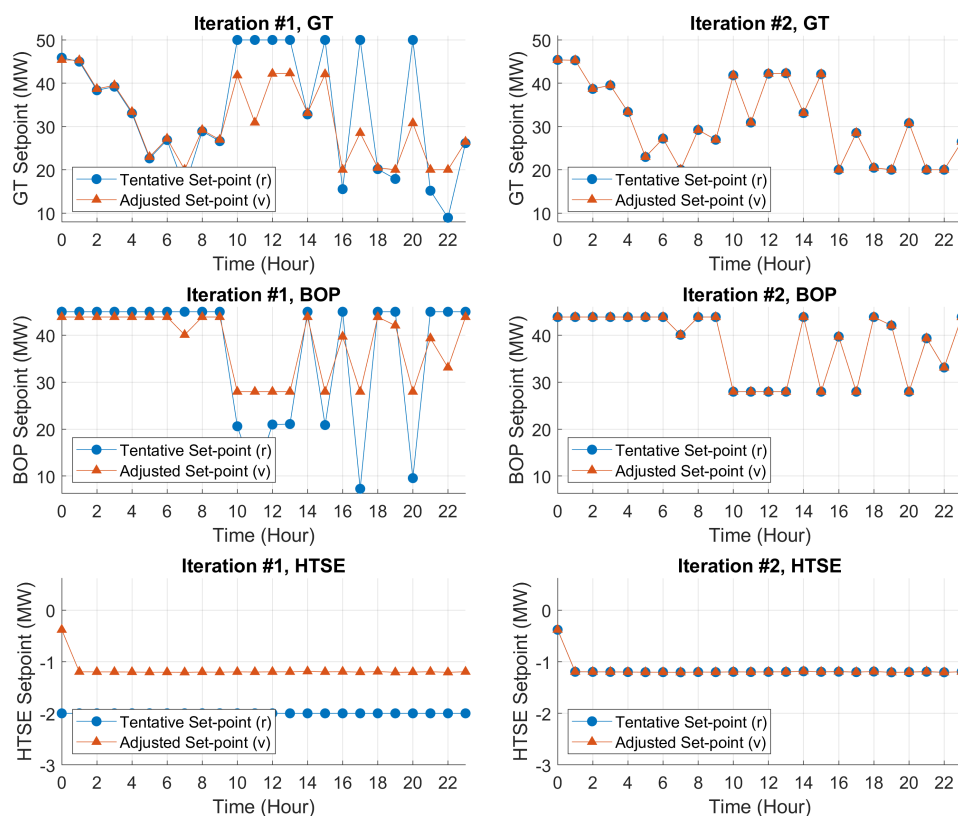 Iteration #1, GT
50
40
30
20
10
GT Setpoint (MW)
Tentative Set-point (r)
Adjusted Set-point (v)
0 2 4 6 8 10 12 14 16 18 20 22
Time (Hour)
Iteration #2, GT
50
40
30
20
10
GT Setpoint (MW)
Tentative Set-point (r)
Adjusted Set-point (v)
0 2 4 6 8 10 12 14 16 18 20 22
Time (Hour)
Iteration #1, BOP
40
30
20
10
BOP Setpoint (MW)
Tentative Set-point (r)
Adjusted Set-point (v)
0 2 4 6 8 10 12 14 16 18 20 22
Time (Hour)
Iteration #2, BOP
40
30
20
10
BOP Setpoint (MW)
Tentative Set-point (r)
Adjusted Set-point (v)
0 2 4 6 8 10 12 14 16 18 20 22
Time (Hour)
Iteration #1, HTSE
0
-1
-2
-3
HTSE Setpoint (MW)
Tentative Set-point (r)
Adjusted Set-point (v)
0 2 4 6 8 10 12 14 16 18 20 22
Time (Hour)
Iteration #2, HTSE
0
-1
-2
-3
HTSE Setpoint (MW)
Tentative Set-point (r)
Adjusted Set-point (v)
0 2 4 6 8 10 12 14 16 18 20 22
Time (Hour)